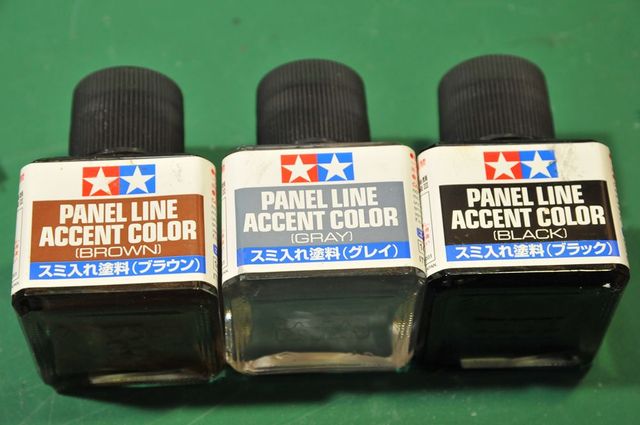 PANEL LINE
ACCENT COLOR
(BROWN)
スミ入れ塗料(ブラウン)
PANEL LINE
ACCENT COLOR
(GRAY)
スミ入れ塗料(グレイ)
PANEL LINE
ACCENT COLOR
(BLACK)
スミ入れ塗料(ブラック)